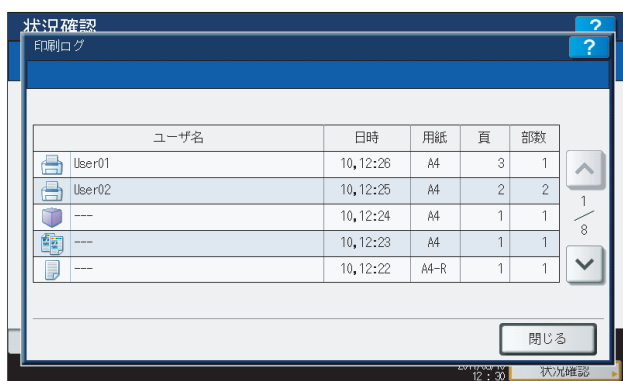 状況確認 ?
印刷ログ ?
ユーザ名 日時 用紙 頁 部数
User01 10,12:26 A4 3 1
User02 10,12:25 A4 2 2
--- 10,12:24 A4 1 1
--- 10,12:23 A4 1 1
--- 10,12:22 A4-R 1 1
1
/
8
閉じる
12:30 状況確認